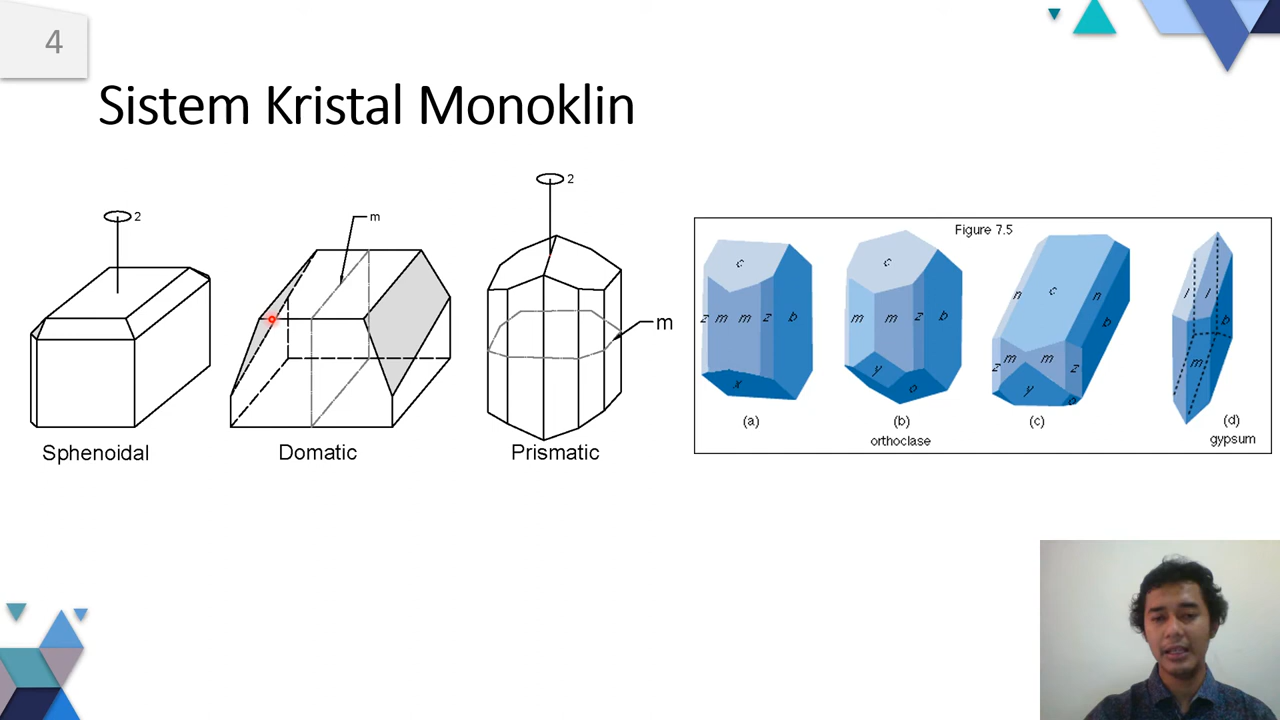 4
Sistem Kristal Monoklin
2
m
2
m
Sphenoidal
Domatic
Prismatic
Figure 7.5
c
z m m z b
x
(a)
c
m m z b
y o
(b)
orthoclase
n c n b
z m m z
y o
(c)
l l b
m
(d)
gypsum